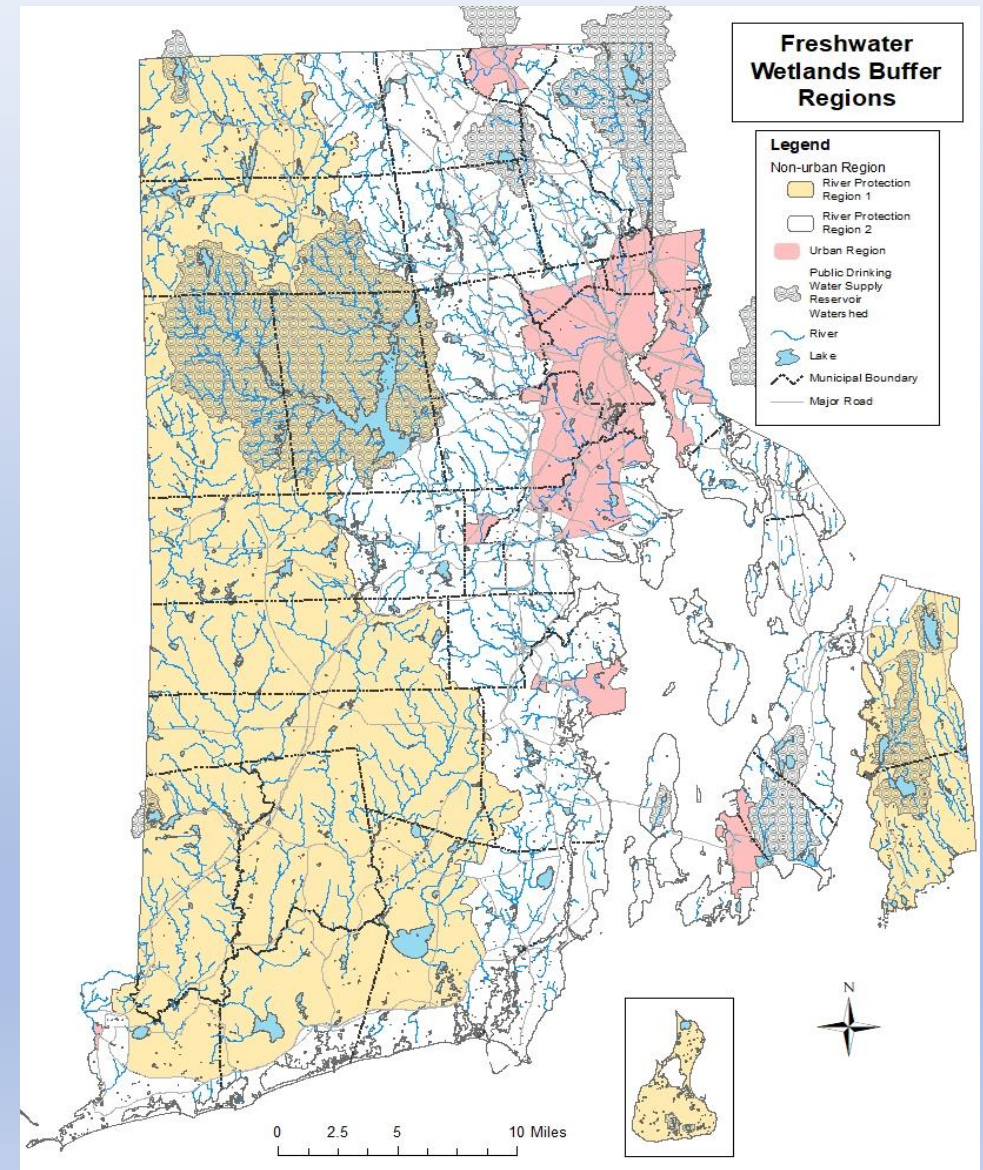 Freshwater
Wetlands Buffer
Regions
Legend
Non-urban Region
River Protection
Region 1
River Protection
Region 2
Urban Region
Public Drinking
Water Supply
Reservoir
Watershed
River
Lake
Municipal Boundary
Major Road
N
0 2.5 5 10 Miles